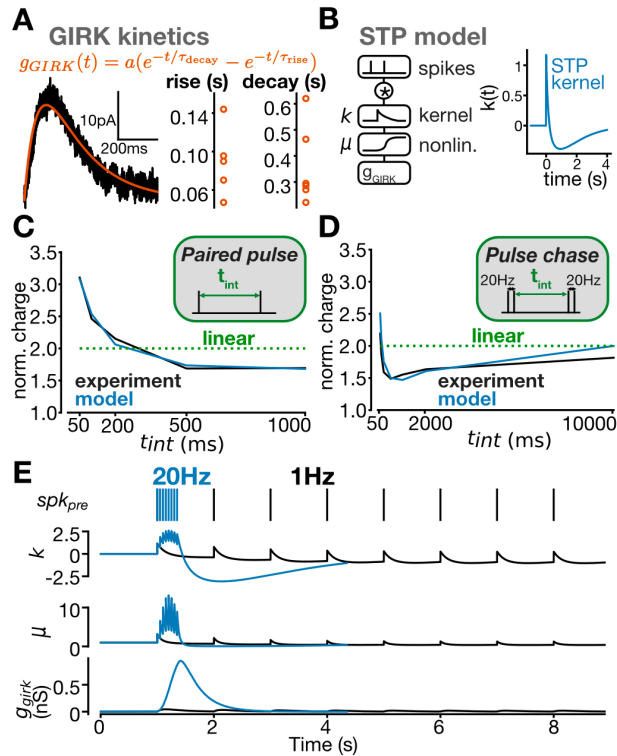 A GIRK kinetics
g_GIRK(t) = a(e^{-t/τ_decay} − e^{-t/τ_rise})
10pA
200ms
rise (s)
0.14
0.10
0.06
decay (s)
0.6
0.5
0.3
B STP model
spikes
*
k kernel
μ nonlin.
gGIRK
STP
kernel
k(t)
1
0
0 2 4
time (s)
C
Paired pulse
t_int
linear
experiment
model
norm. charge
3.5
3.0
2.5
2.0
1.5
1.0
50 200 500 1000
tint (ms)
D
Pulse chase
20Hz t_int 20Hz
linear
experiment
model
norm. charge
3.5
3.0
2.5
2.0
1.5
1.0
50 2000 10000
tint (ms)
E
20Hz 1Hz
spk_pre
k
2.5
0
-2.5
μ
10
0
g_girk
(nS)
0.5
0
0 2 4 6 8
Time (s)